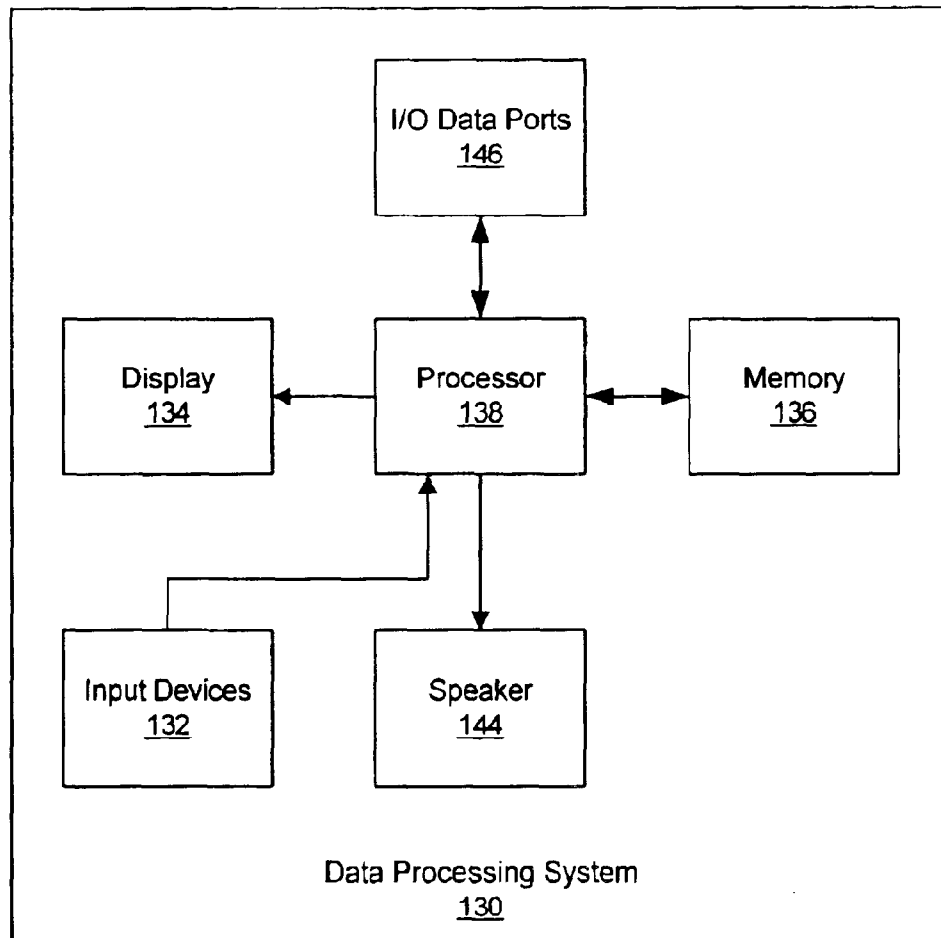 I/O Data Ports
146
Display
134
Processor
138
Memory
136
Input Devices
132
Speaker
144
Data Processing System
130